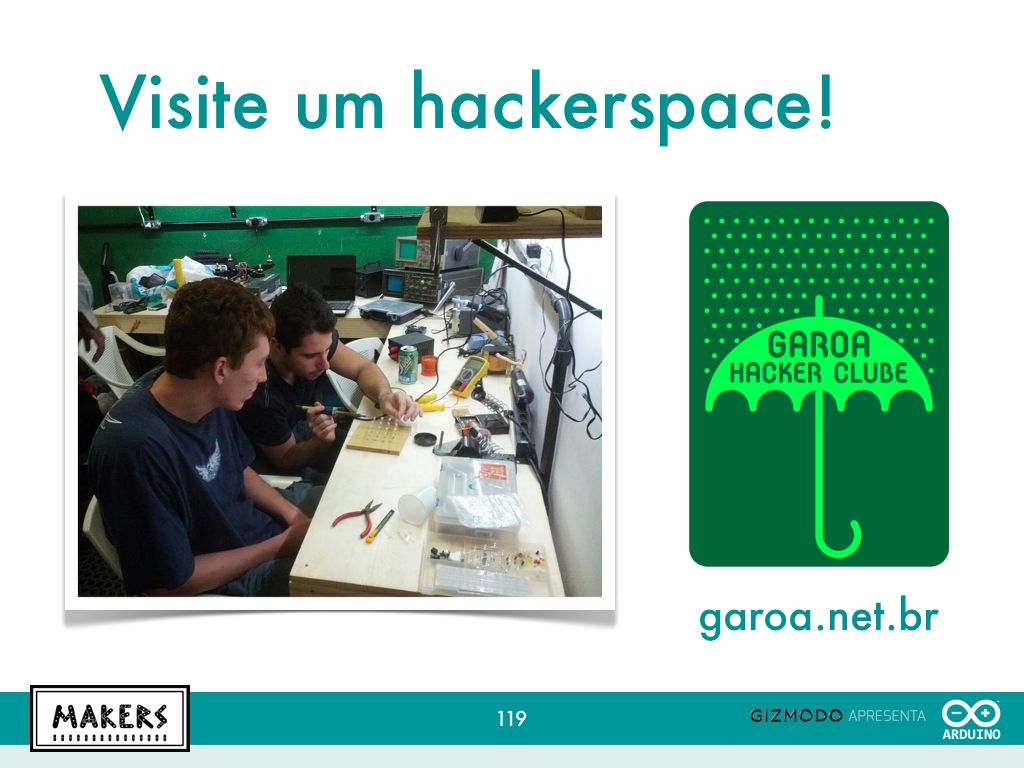 Visite um hackerspace!
GAROA
HACKER CLUBE
garoa.net.br
MAKERS
119
GIZMODO APRESENTA
ARDUINO